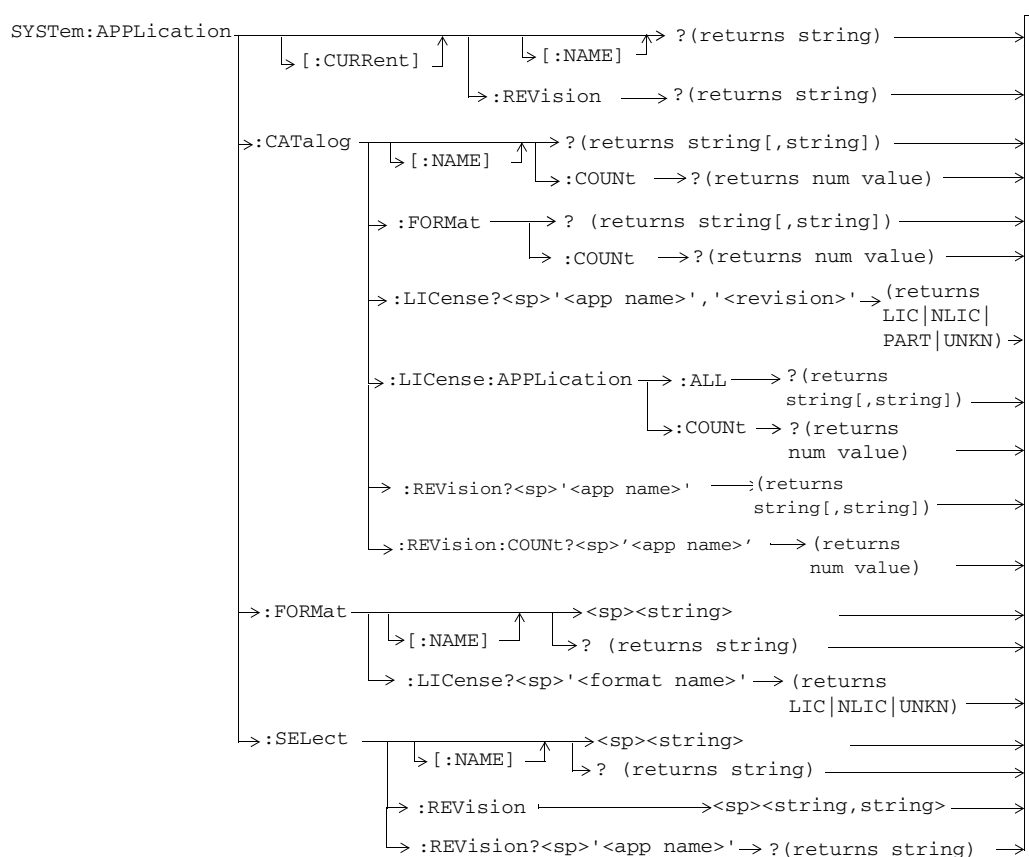 SYSTem:APPLication
[:CURRent] [:NAME] ?(returns string)
:REVision ?(returns string)
:CATalog [:NAME] ?(returns string[,string])
:COUNt ?(returns num value)
:FORMat ? (returns string[,string])
:COUNt ?(returns num value)
:LICense?<sp>'<app name>','<revision>' (returns
LIC|NLIC|
PART|UNKN)
:LICense:APPLication :ALL ?(returns
string[,string])
:COUNt ?(returns
num value)
:REVision?<sp>'<app name>' (returns
string[,string])
:REVision:COUNt?<sp>’<app name>’ (returns
num value)
:FORMat [:NAME] <sp><string>
? (returns string)
:LICense?<sp>'<format name>' (returns
LIC|NLIC|UNKN)
:SELect [:NAME] <sp><string>
? (returns string)
:REVision <sp><string,string>
:REVision?<sp>'<app name>' ?(returns string)